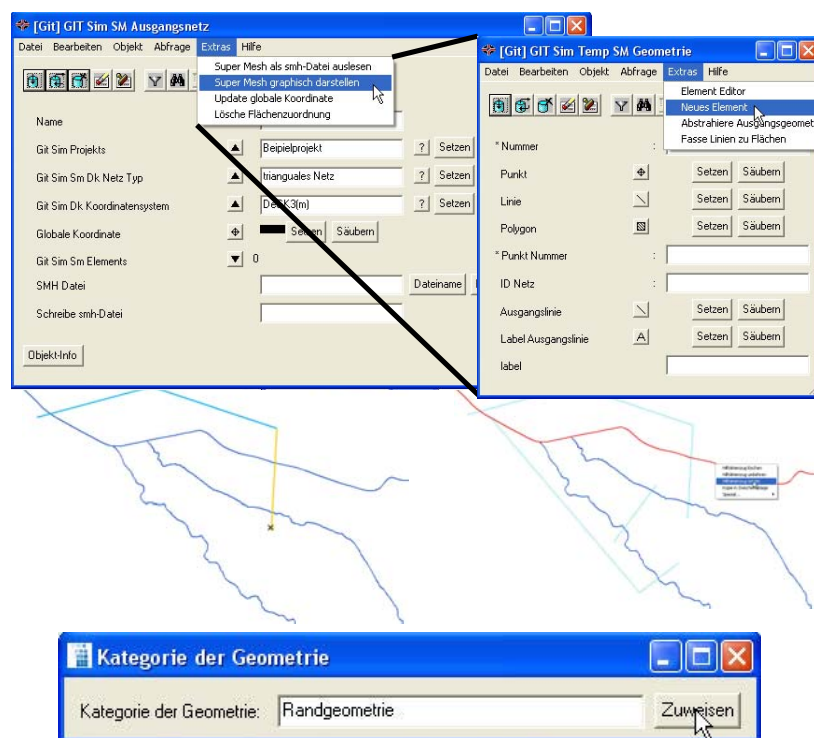 [Git] GIT Sim SM Ausgangsnetz
Datei Bearbeiten Objekt Abfrage Extras Hilfe
Super Mesh als smh-Datei auslesen
Super Mesh graphisch darstellen
Update globale Koordinate
Lösche Flächenzuordnung
Name
Git Sim Projekts Beipielprojekt ? Setzen
Git Sim Sm Dk Netz Typ trianguales Netz ? Setzen
Git Sim Dk Koordinatensystem ? Setzen
Globale Koordinate Setzen Säubern
Git Sim Sm Elements 0
SMH Datei Dateiname
Schreibe smh-Datei
Objekt-Info
[Git] GIT Sim Temp SM Geometrie
Datei Bearbeiten Objekt Abfrage Extras Hilfe
Element Editor
Neues Element
Abstrahiere Ausgangsgeomet
Fasse Linien zu Flächen
* Nummer :
Punkt Setzen Säubern
Linie Setzen Säubern
Polygon Setzen Säubern
* Punkt Nummer :
ID Netz :
Ausgangslinie Setzen Säubern
Label Ausgangslinie A Setzen Säubern
label :
Kategorie der Geometrie
Kategorie der Geometrie: Randgeometrie Zuweisen